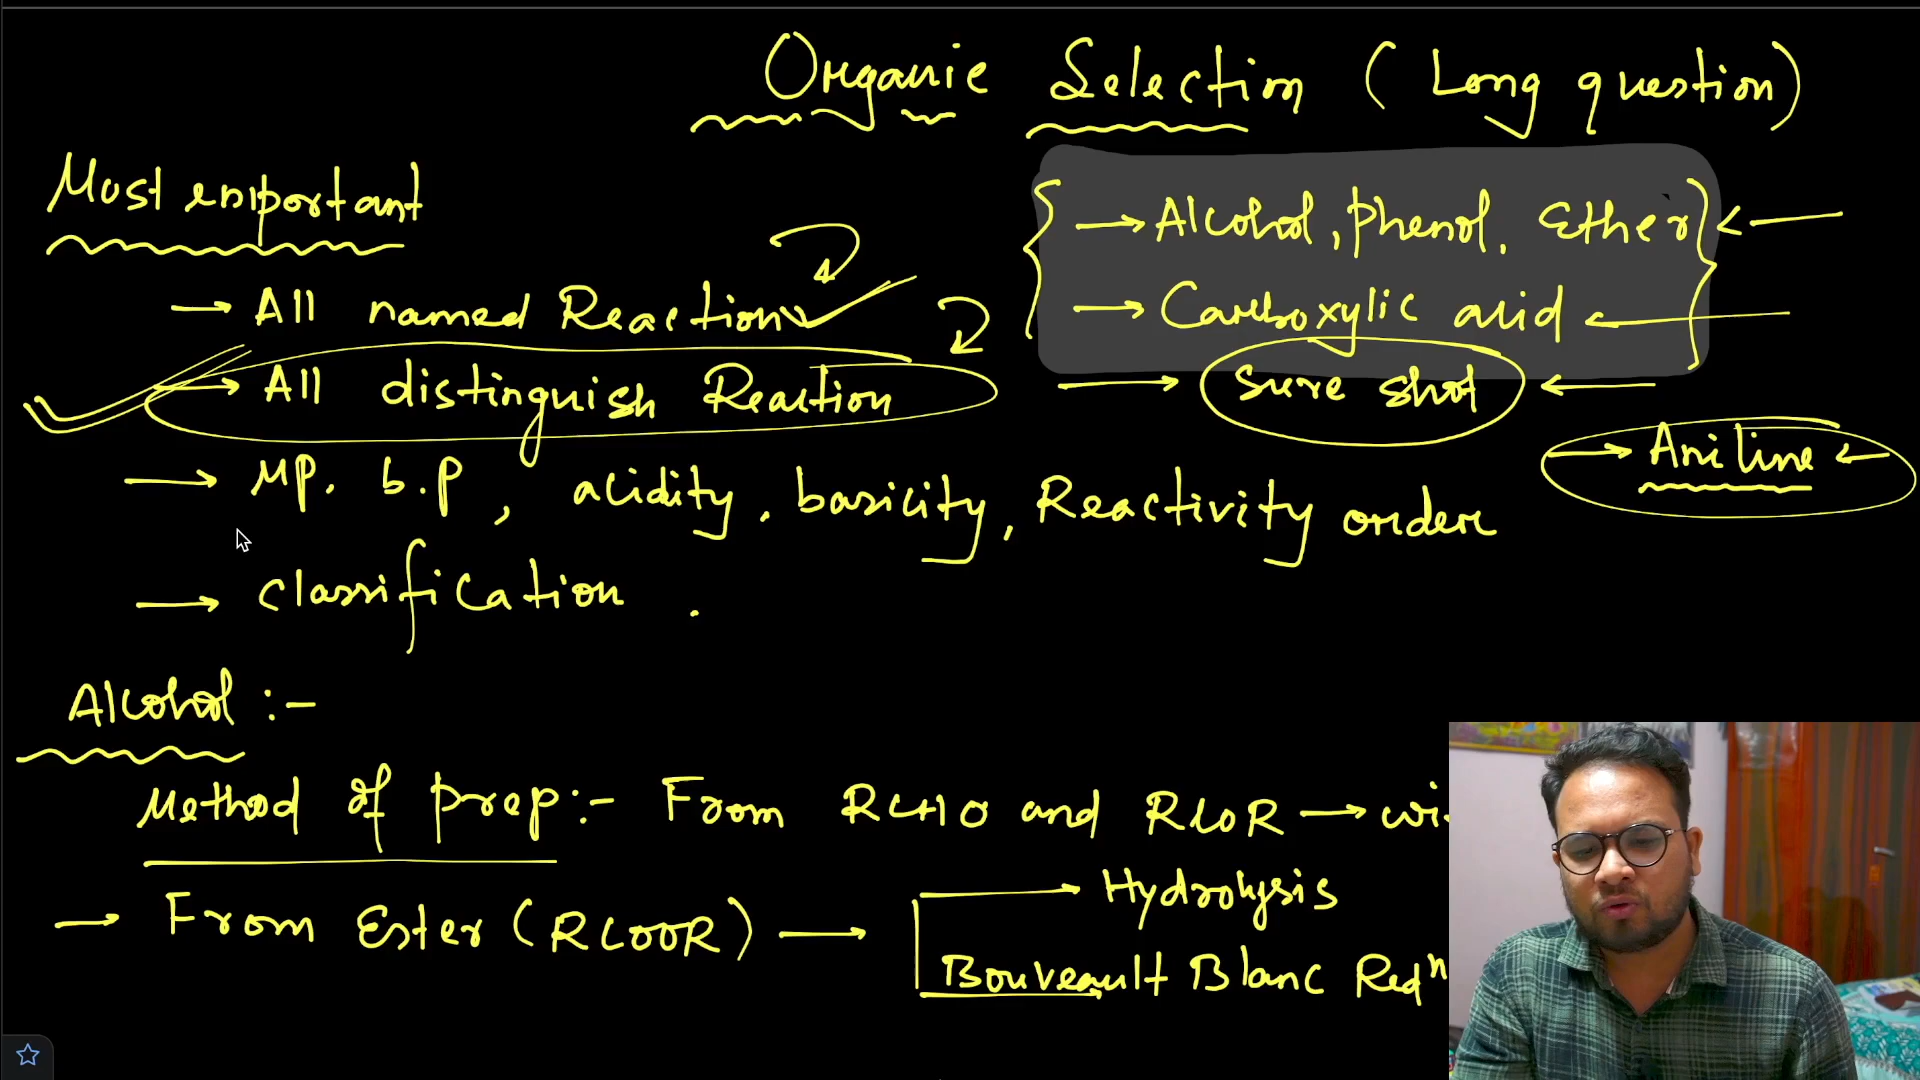 Organic Selection (Long question)
Most important
→ Alcohol, phenol, Ether ←
→ All named Reaction
→ Carboxylic acid ←
→ All distinguish Reaction
→ Sure shot ←
→ Aniline ←
→ MP. b.p, acidity, basicity, Reactivity order
→ classification.
Alcohol :-
Method of prep:- From RCHO and RCOR →
→ From Ester (RCOOR) →
Hydrolysis
Bouveault Blanc Redⁿ